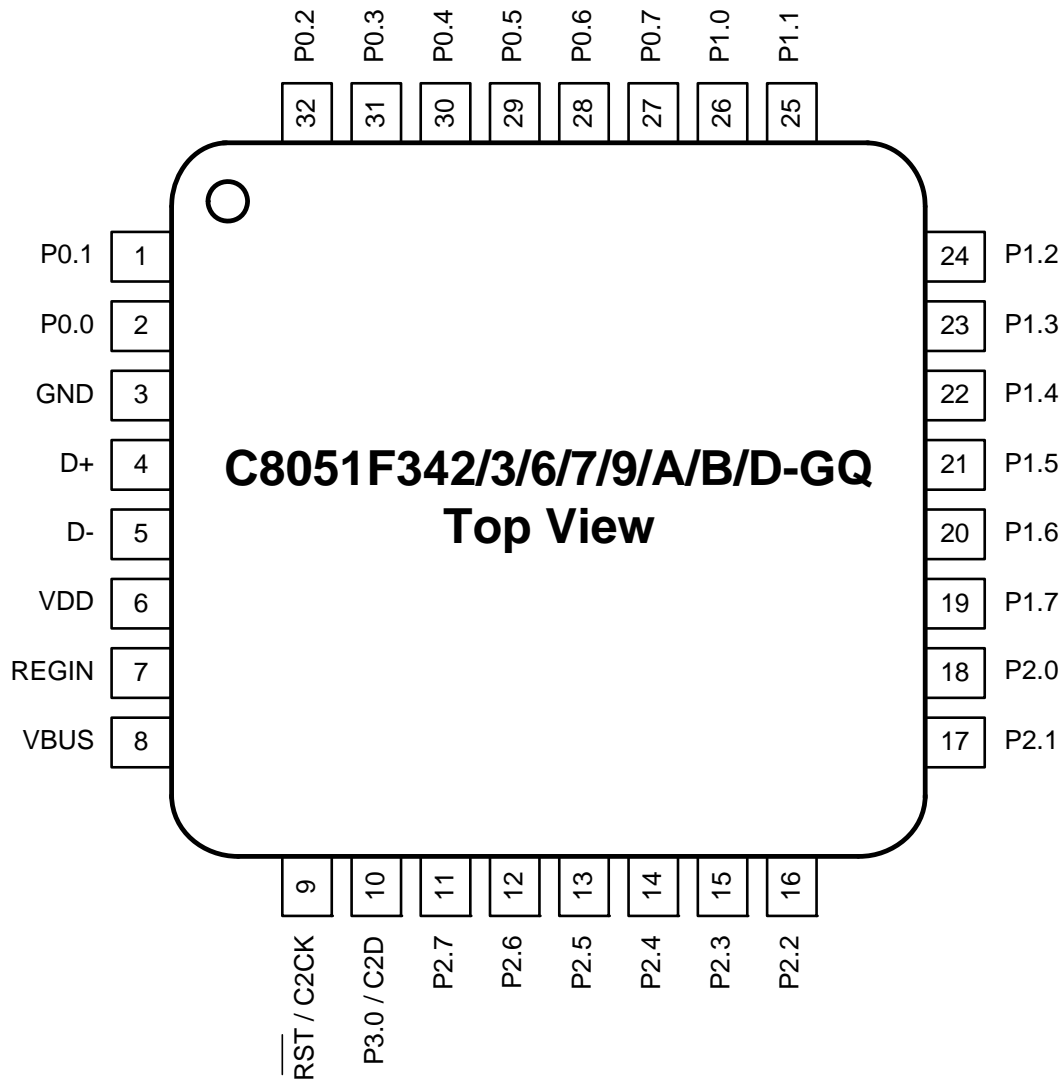 P0.2
P0.3
P0.4
P0.5
P0.6
P0.7
P1.0
P1.1
32
31
30
29
28
27
26
25
P0.1 1
P0.0 2
GND 3
D+ 4
D- 5
VDD 6
REGIN 7
VBUS 8
C8051F342/3/6/7/9/A/B/D-GQ
Top View
24 P1.2
23 P1.3
22 P1.4
21 P1.5
20 P1.6
19 P1.7
18 P2.0
17 P2.1
9
10
11
12
13
14
15
16
RST / C2CK
P3.0 / C2D
P2.7
P2.6
P2.5
P2.4
P2.3
P2.2